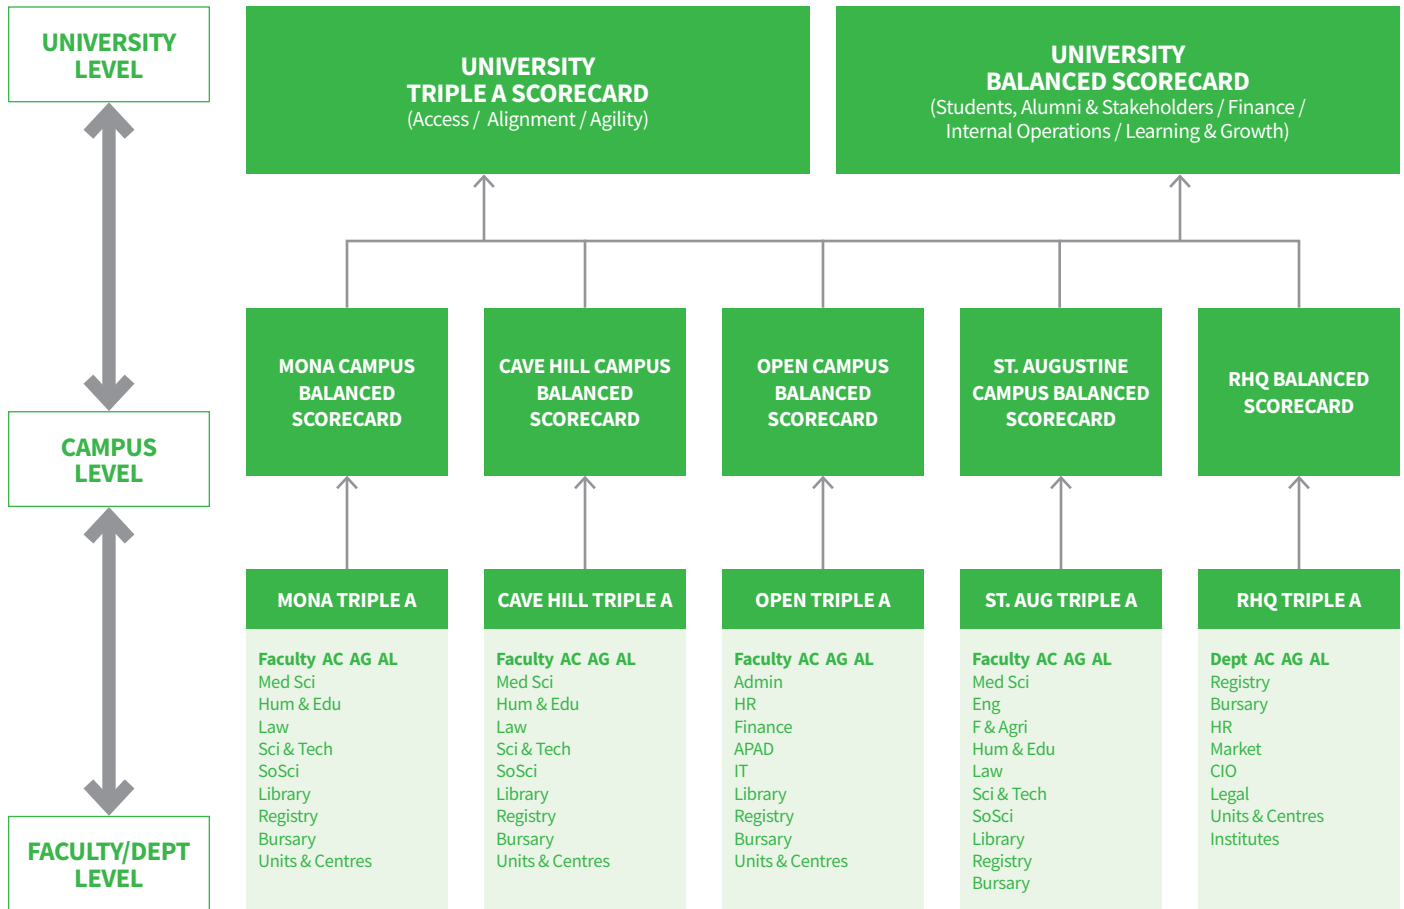 UNIVERSITY
LEVEL
UNIVERSITY
TRIPLE A SCORECARD
(Access / Alignment / Agility)
UNIVERSITY
BALANCED SCORECARD
(Students, Alumni & Stakeholders / Finance /
Internal Operations / Learning & Growth)
CAMPUS
LEVEL
MONA CAMPUS
BALANCED
SCORECARD
CAVE HILL CAMPUS
BALANCED
SCORECARD
OPEN CAMPUS
BALANCED
SCORECARD
ST. AUGUSTINE
CAMPUS BALANCED
SCORECARD
RHQ BALANCED
SCORECARD
FACULTY/DEPT
LEVEL
MONA TRIPLE A
Faculty AC AG AL
Med Sci
Hum & Edu
Law
Sci & Tech
SoSci
Library
Registry
Bursary
Units & Centres
CAVE HILL TRIPLE A
Faculty AC AG AL
Med Sci
Hum & Edu
Law
Sci & Tech
SoSci
Library
Registry
Bursary
Units & Centres
OPEN TRIPLE A
Faculty AC AG AL
Admin
HR
Finance
APAD
IT
Library
Registry
Bursary
Units & Centres
ST. AUG TRIPLE A
Faculty AC AG AL
Med Sci
Eng
F & Agri
Hum & Edu
Law
Sci & Tech
SoSci
Library
Registry
Bursary
RHQ TRIPLE A
Dept AC AG AL
Registry
Bursary
HR
Market
CIO
Legal
Units & Centres
Institutes